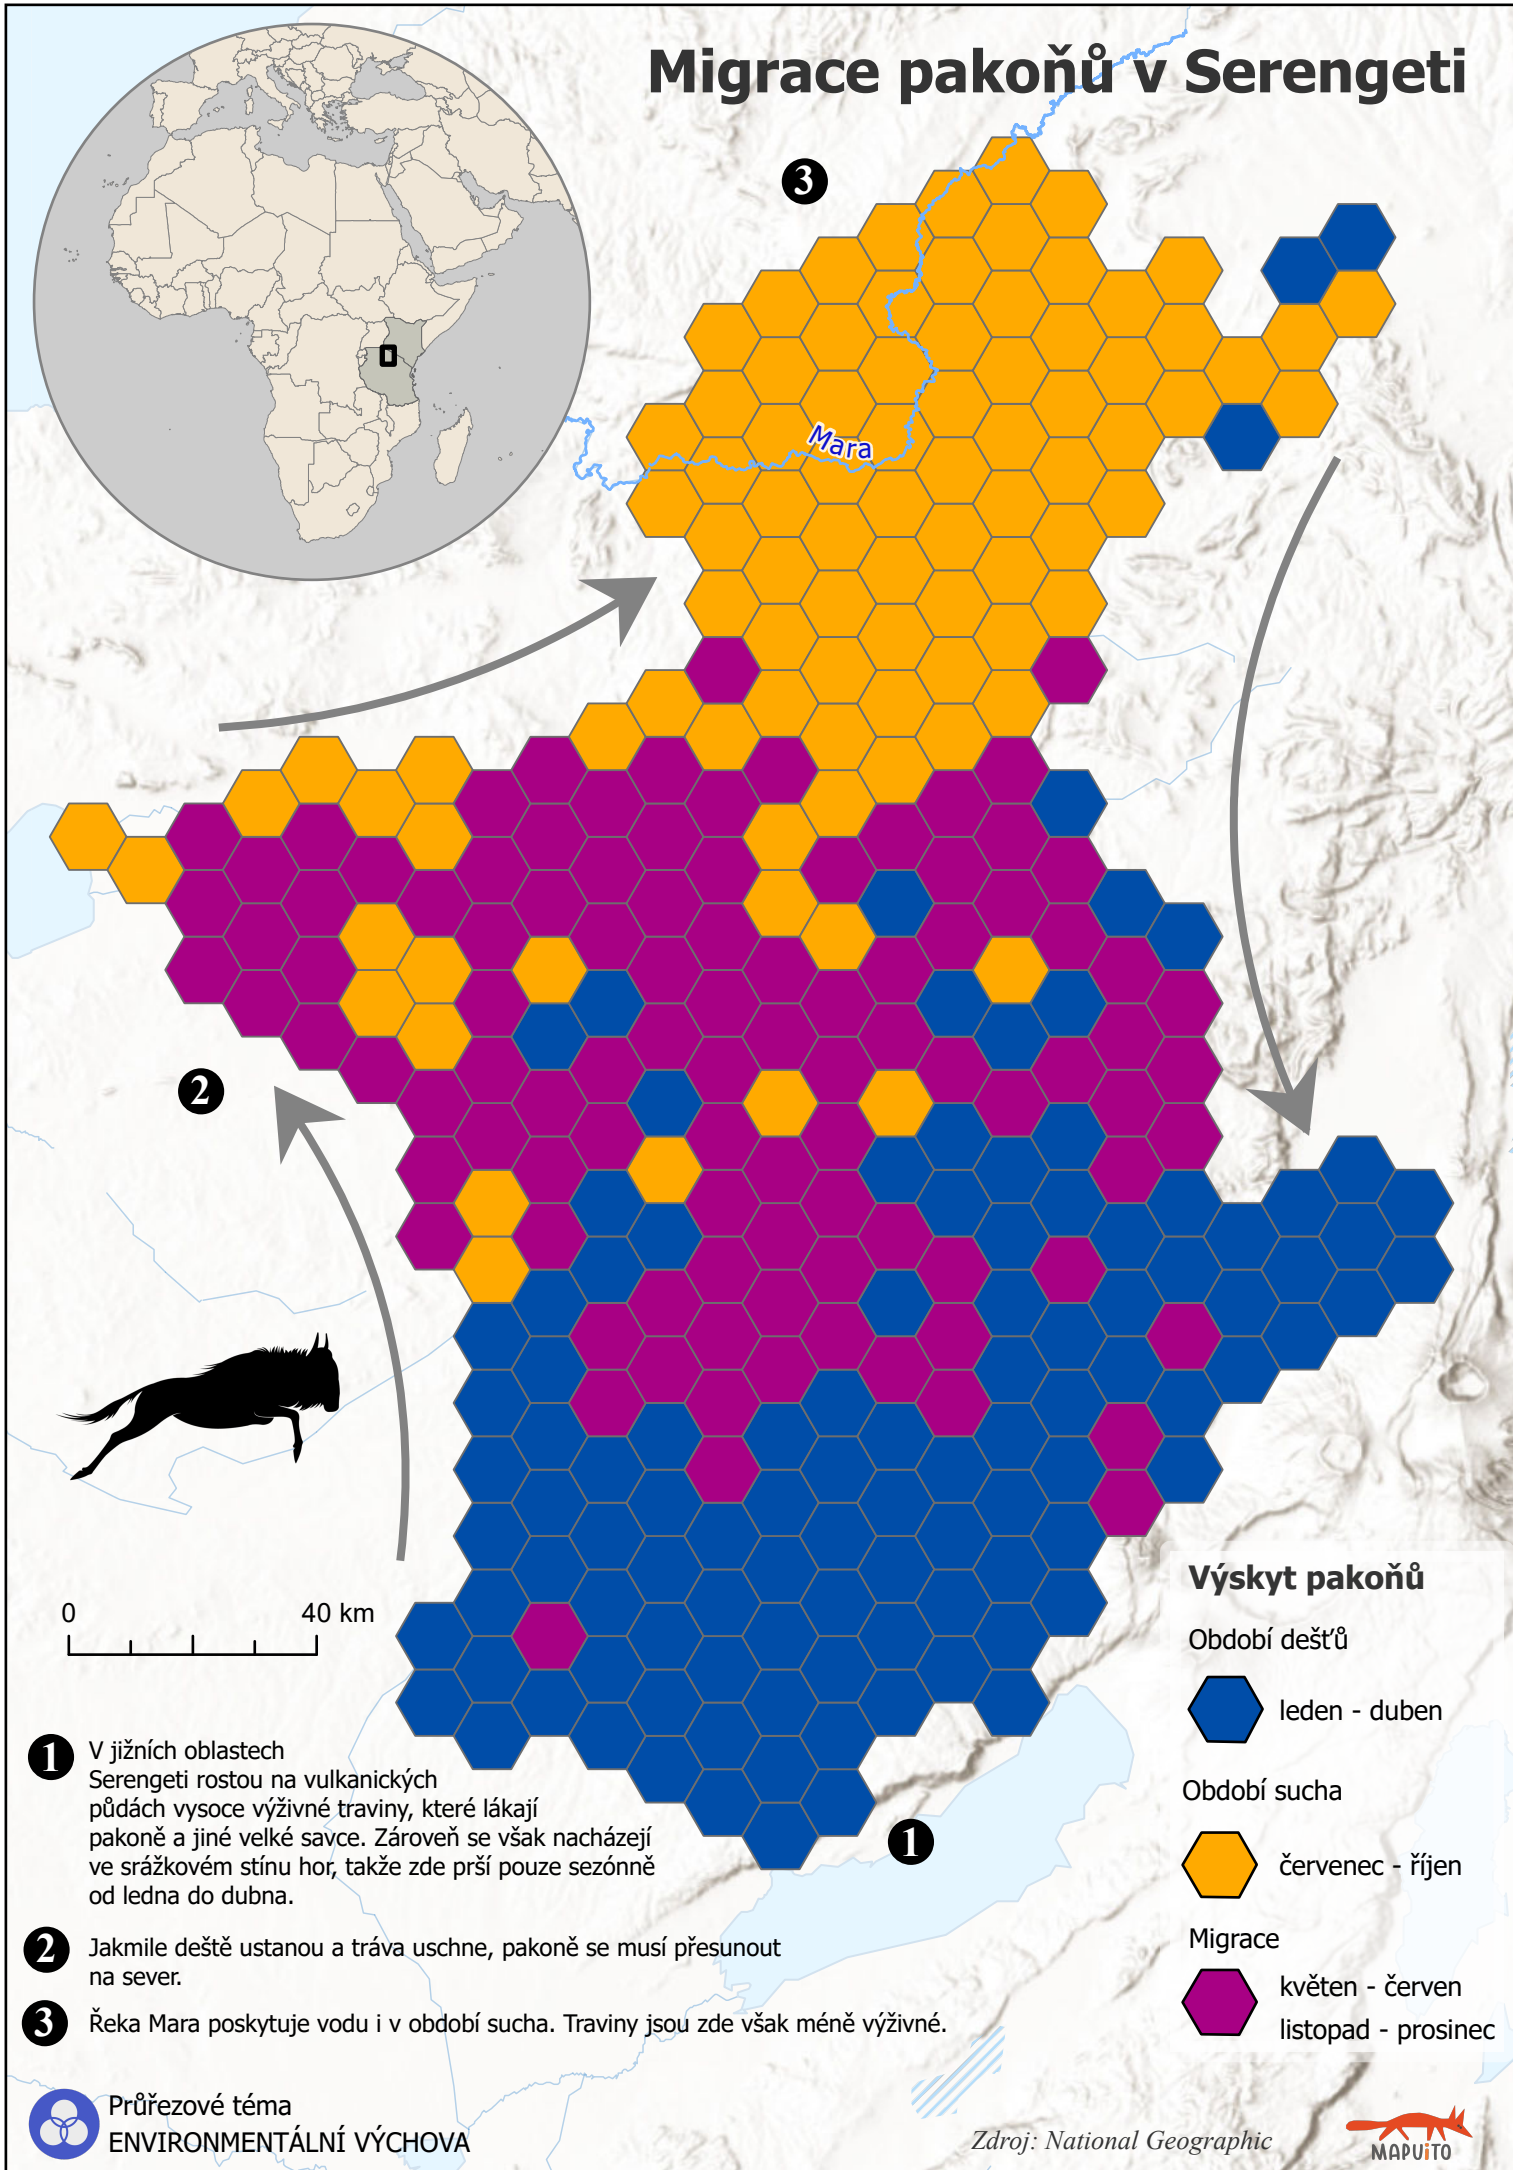 Migrace pakoňů v Serengeti
3
Mara
2
0 40 km
1
Výskyt pakoňů
Období dešťů
leden - duben
Období sucha
červenec - říjen
Migrace
květen - červen
listopad - prosinec
1 V jižních oblastech
Serengeti rostou na vulkanických
půdách vysoce výživné traviny, které lákají
pakoně a jiné velké savce. Zároveň se však nacházejí
ve srážkovém stínu hor, takže zde prší pouze sezónně
od ledna do dubna.
2 Jakmile deště ustanou a tráva uschne, pakoně se musí přesunout
na sever.
3 Řeka Mara poskytuje vodu i v období sucha. Traviny jsou zde však méně výživné.
Průřezové téma
ENVIRONMENTÁLNÍ VÝCHOVA
Zdroj: National Geographic
MAPUiTO